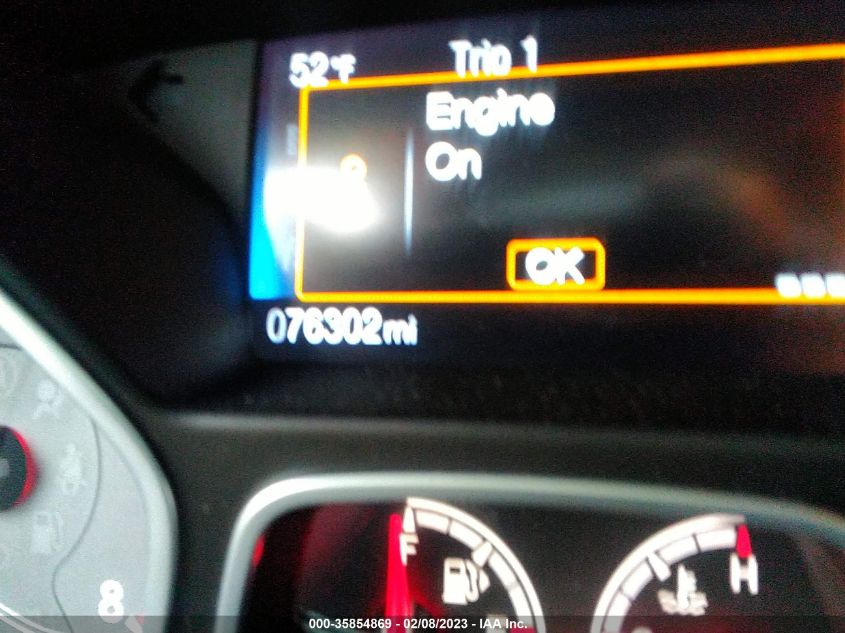 52°F Trip 1
Engine
On
OK
076302mi
8
F
H
000-35854869 - 02/08/2023 - IAA Inc.